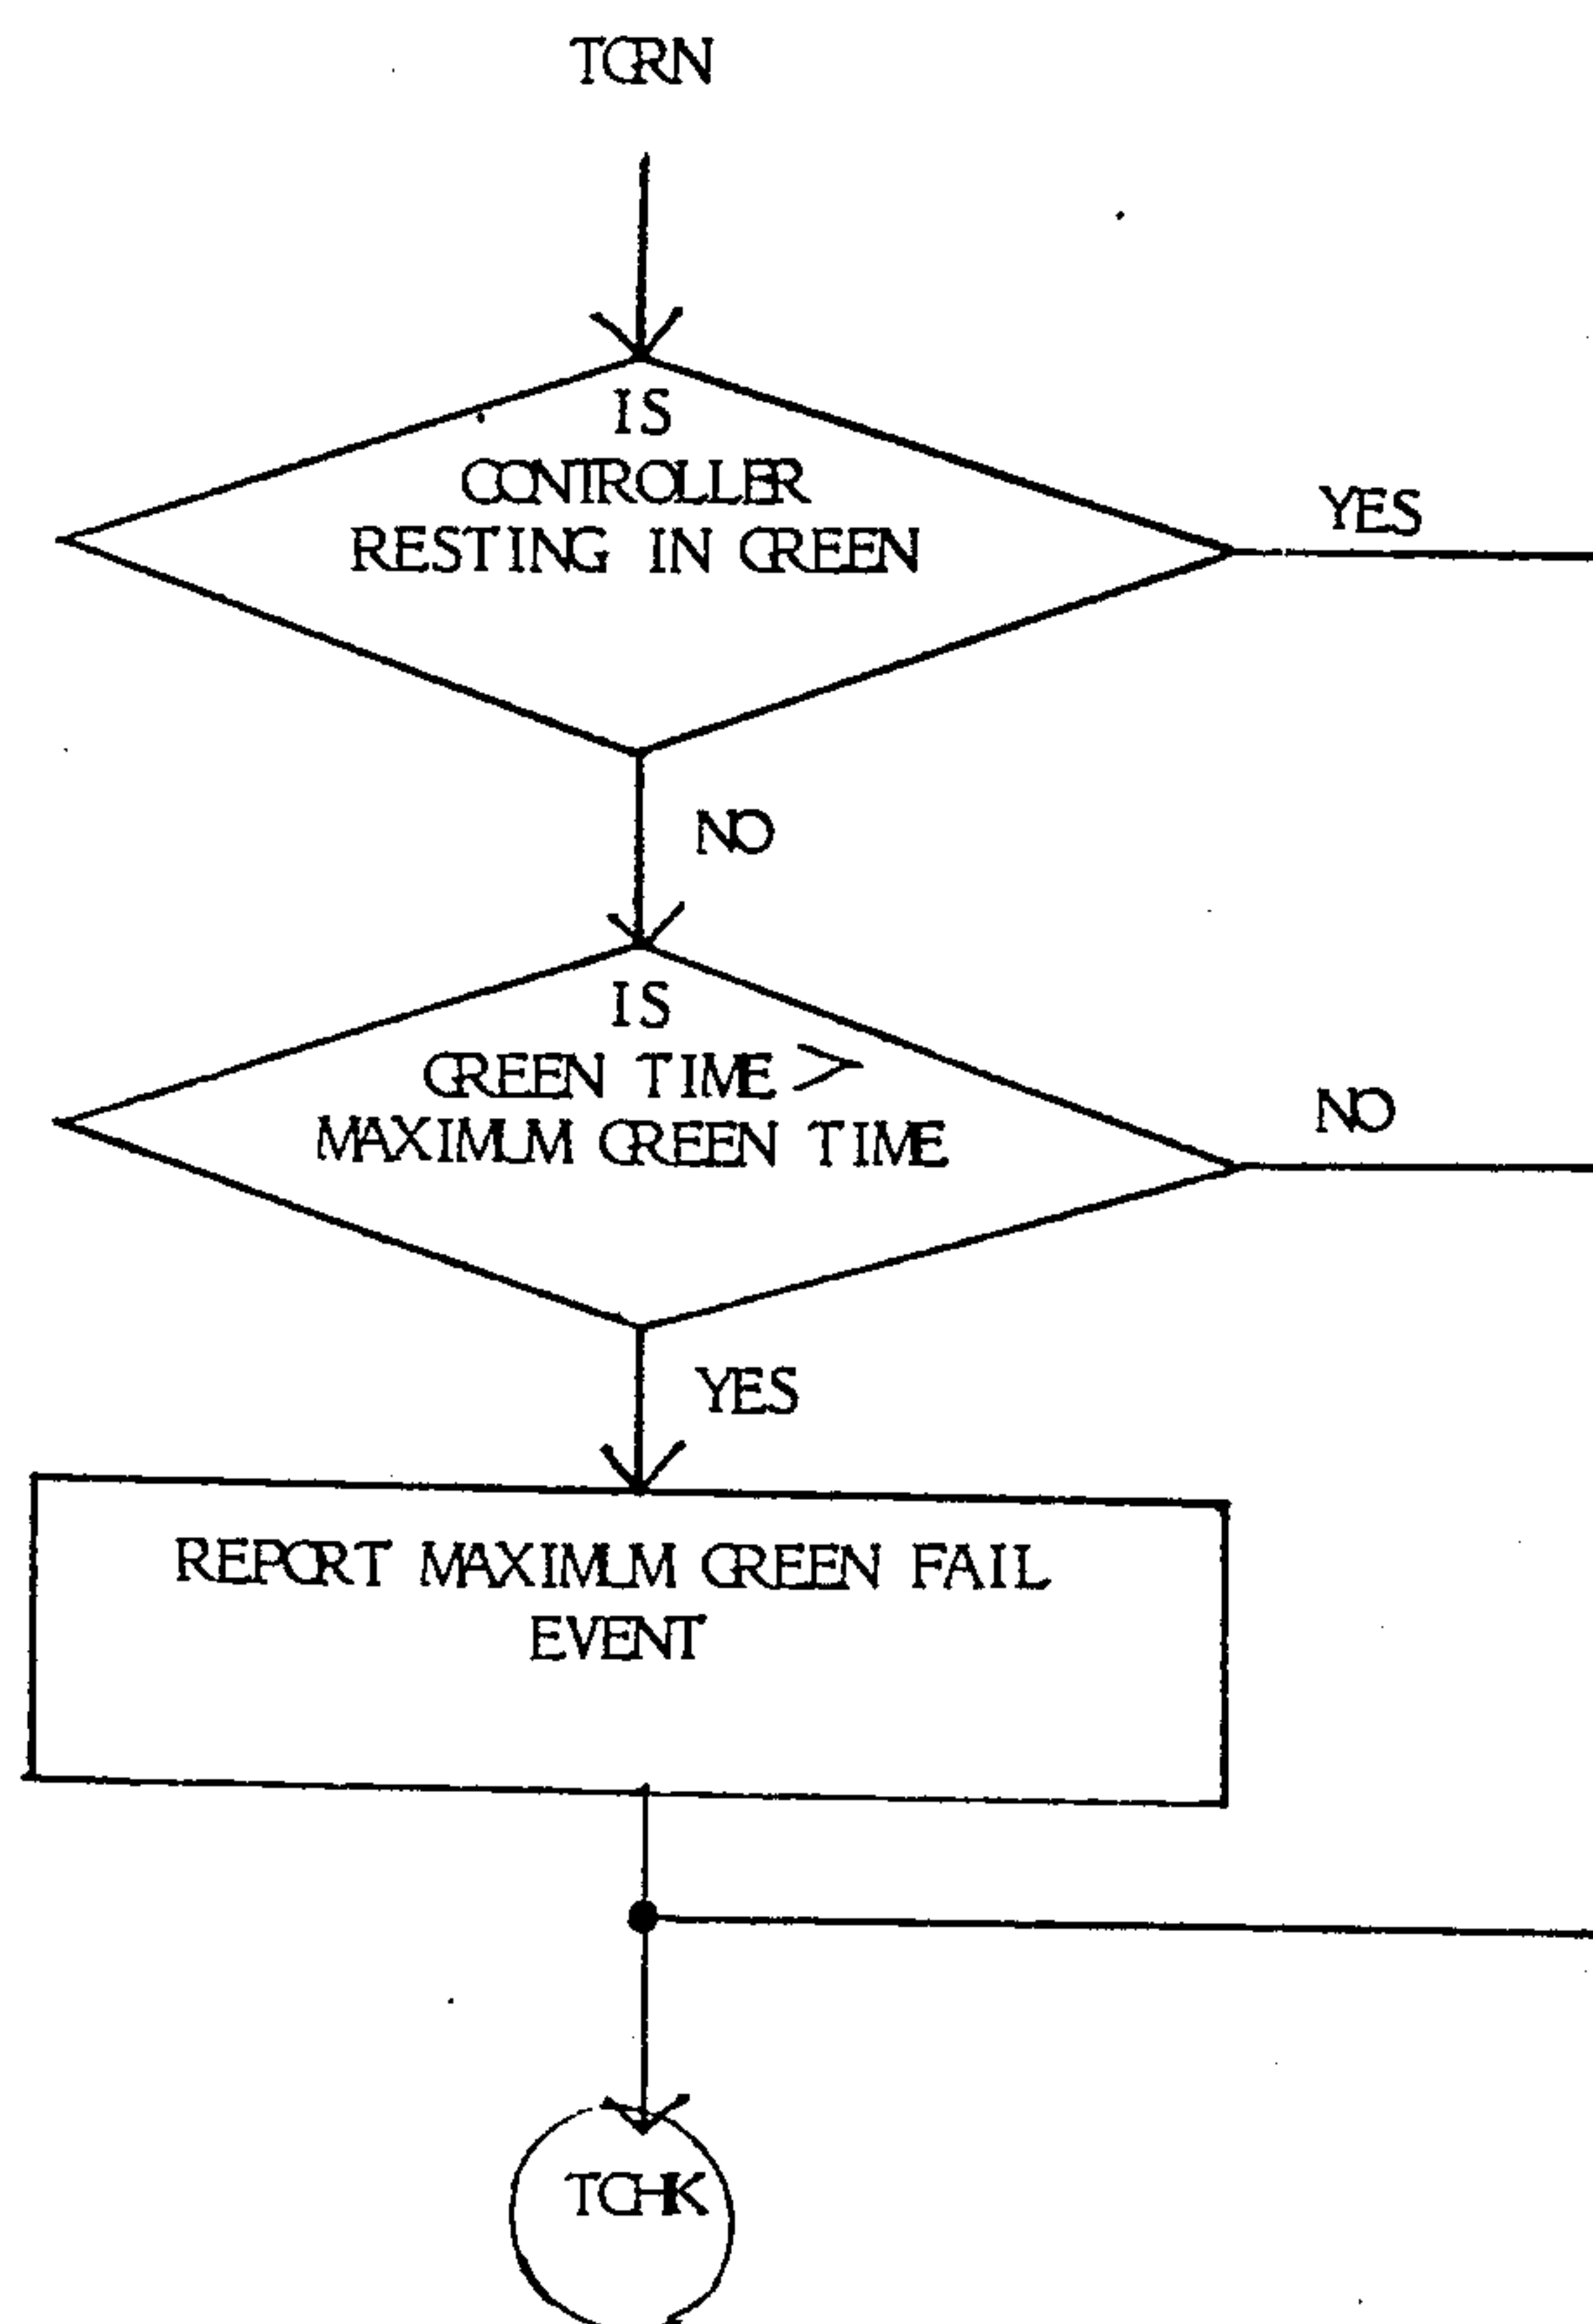 TGRN
IS
CONTROLLER
RESTING IN GREEN
YES
NO
IS
GREEN TIME >
MAXIMUM GREEN TIME
NO
YES
REPORT MAXIMUM GREEN FAIL
EVENT
TCHK